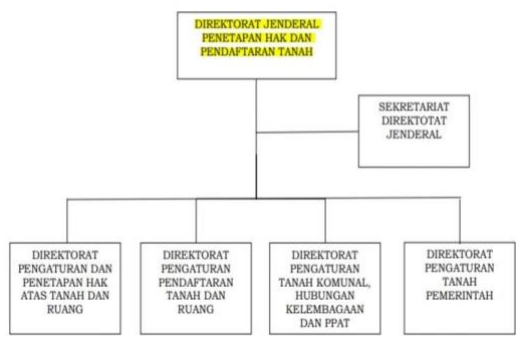 DIREKTORAT JENDERAL
PENETAPAN HAK DAN
PENDAFTARAN TANAH
SEKRETARIAT
DIREKTOTAT
JENDERAL
DIREKTORAT
PENGATURAN DAN
PENETAPAN HAK
ATAS TANAH DAN
RUANG
DIREKTORAT
PENGATURAN
PENDAFTARAN
TANAH DAN
RUANG
DIREKTORAT
PENGATURAN
TANAH KOMUNAL,
HUBUNGAN
KELEMBAGAAN
DAN PPAT
DIREKTORAT
PENGATURAN
TANAH
PEMERINTAH